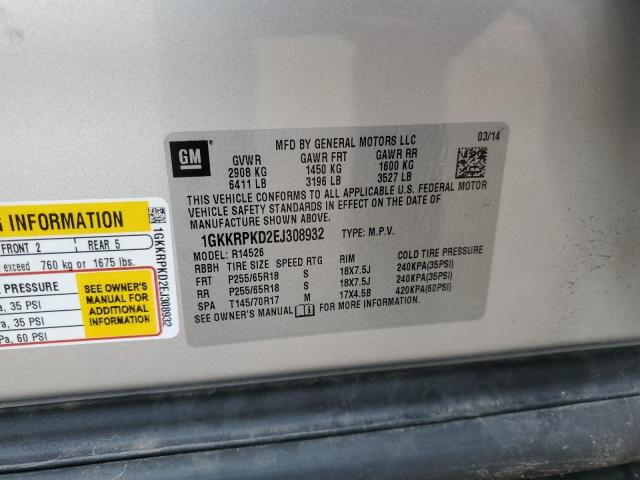 GM
MFD BY GENERAL MOTORS LLC
03/14
GVWR GAWR FRT GAWR RR
2908 KG 1450 KG 1600 KG
6411 LB 3196 LB 3527 LB
THIS VEHICLE CONFORMS TO ALL APPLICABLE U.S. FEDERAL MOTOR
VEHICLE SAFETY STANDARDS IN EFFECT ON THE DATE OF
MANUFACTURE SHOWN ABOVE.
1GKKRPKD2EJ308932 TYPE: M.P.V.
MODEL: R14526
RBBH TIRE SIZE SPEED RTG RIM COLD TIRE PRESSURE
FRT P255/65R18 S 18X7.5J 240KPA(35PSI)
RR P255/65R18 S 18X7.5J 240KPA(35PSI)
SPA T145/70R17 M 17X4.5B 420KPA(60PSI)
SEE OWNER'S MANUAL FOR MORE INFORMATION.
G INFORMATION
FRONT 2 REAR 5
exceed 760 kg or 1675 lbs.
PRESSURE
a, 35 PSI
a, 35 PSI
Pa, 60 PSI
SEE OWNER'S
MANUAL FOR
ADDITIONAL
INFORMATION
1GKKRPKD2EJ308932